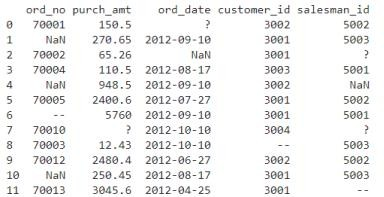 ord_no purch_amt ord_date customer_id salesman_id
0 70001 150.5 ? 3002 5002
1 NaN 270.65 2012-09-10 3001 5003
2 70002 65.26 NaN 3001 ?
3 70004 110.5 2012-08-17 3003 5001
4 NaN 948.5 2012-09-10 3002 NaN
5 70005 2400.6 2012-07-27 3001 5002
6 -- 5760 2012-09-10 3001 5001
7 70010 ? 2012-10-10 3004 ?
8 70003 12.43 2012-10-10 -- 5003
9 70012 2480.4 2012-06-27 3002 5002
10 NaN 250.45 2012-08-17 3001 5003
11 70013 3045.6 2012-04-25 3001 --